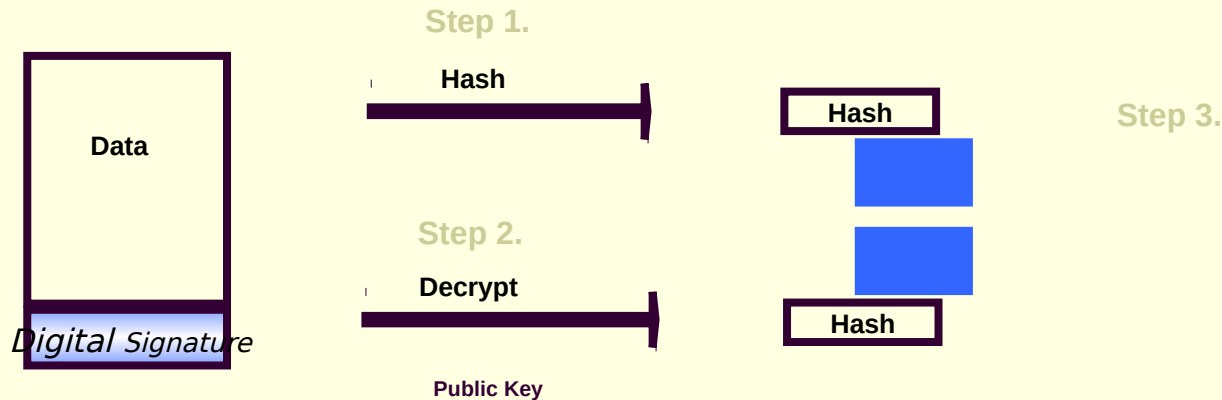 Step 1.
Hash
Hash
Step 3.
Data
Step 2.
Decrypt
Hash
Digital Signature
Public Key